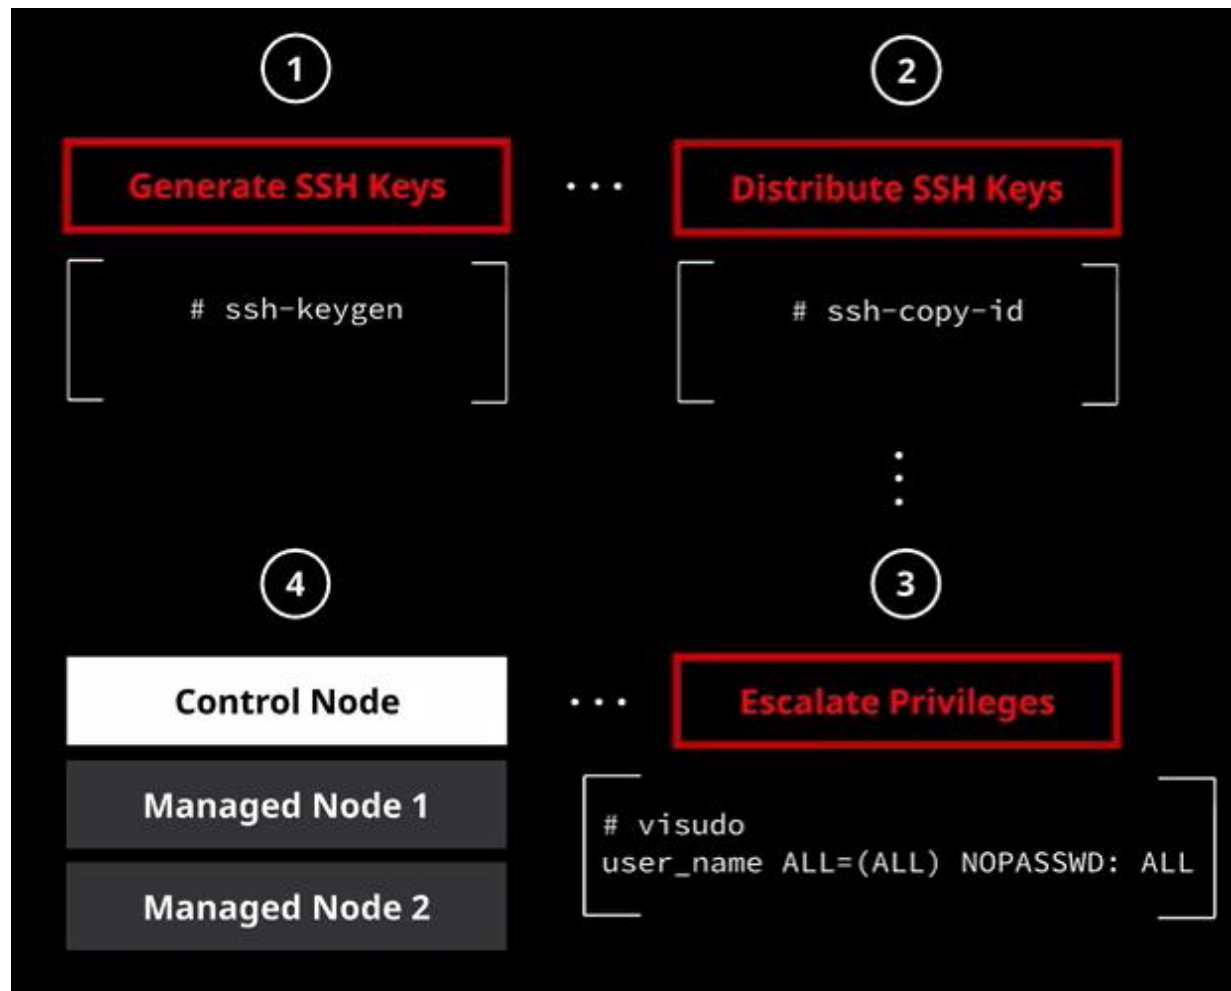 1
2
Generate SSH Keys
...
Distribute SSH Keys
# ssh-keygen
# ssh-copy-id
4
3
Control Node
...
Escalate Privileges
Managed Node 1
# visudo
user_name ALL=(ALL) NOPASSWD: ALL
Managed Node 2